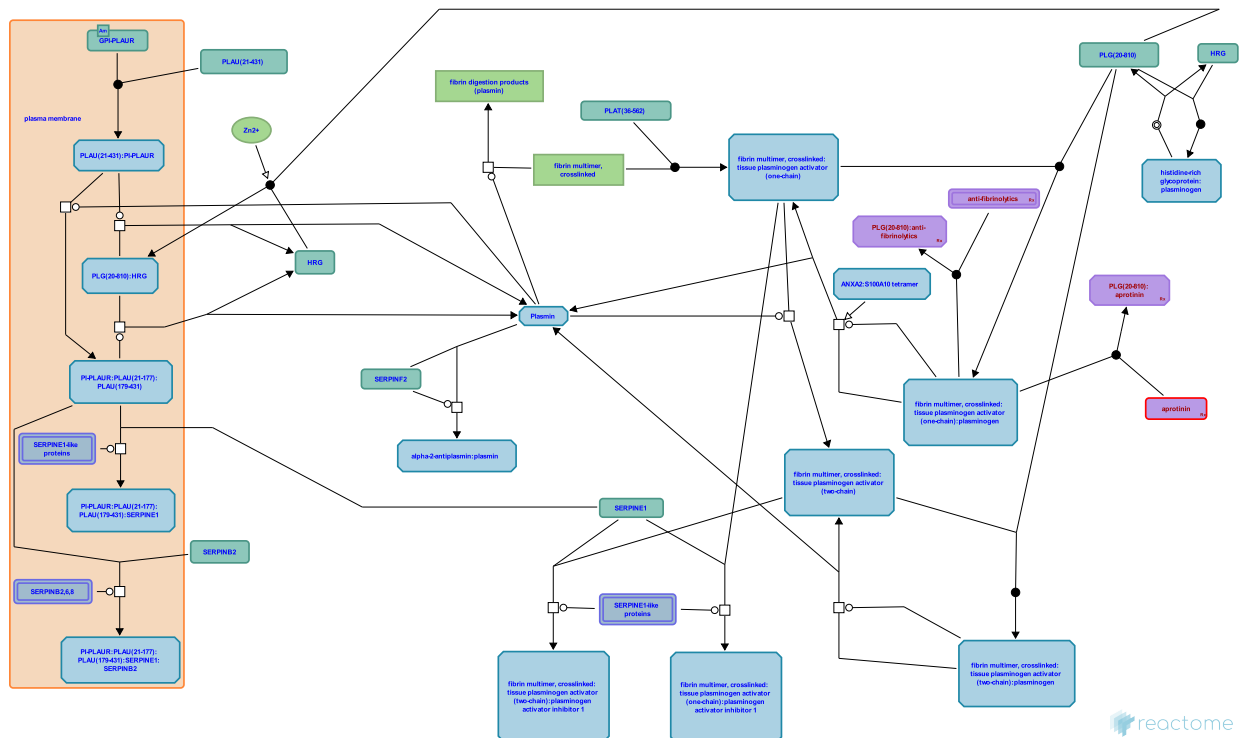 Am
GPI-PLAUR
PLAU(21-431)
plasma membrane
PLAU(21-431):PI-PLAUR
Zn2+
PLG(20-810):HRG
HRG
PI-PLAUR:PLAU(21-177):
PLAU(179-431)
SERPINE1-like
proteins
PI-PLAUR:PLAU(21-177):
PLAU(179-431):SERPINE1
SERPINB2
SERPINB2,6,8
PI-PLAUR:PLAU(21-177):
PLAU(179-431):SERPINE1:
SERPINB2
fibrin digestion products
(plasmin)
PLAT(36-562)
fibrin multimer,
crosslinked
fibrin multimer, crosslinked:
tissue plasminogen activator
(one-chain)
PLG(20-810)
HRG
histidine-rich
glycoprotein:
plasminogen
anti-fibrinolytics
Rx
PLG(20-810):anti-
fibrinolytics
Rx
ANXA2:S100A10 tetramer
PLG(20-810):
aprotinin
Rx
Plasmin
SERPINF2
alpha-2-antiplasmin:plasmin
fibrin multimer, crosslinked:
tissue plasminogen activator
(one-chain):plasminogen
aprotinin
Rx
fibrin multimer, crosslinked:
tissue plasminogen activator
(two-chain)
SERPINE1
SERPINE1-like
proteins
fibrin multimer, crosslinked:
tissue plasminogen activator
(two-chain):plasminogen
activator inhibitor 1
fibrin multimer, crosslinked:
tissue plasminogen activator
(one-chain):plasminogen
activator inhibitor 1
fibrin multimer, crosslinked:
tissue plasminogen activator
(two-chain):plasminogen
reactome